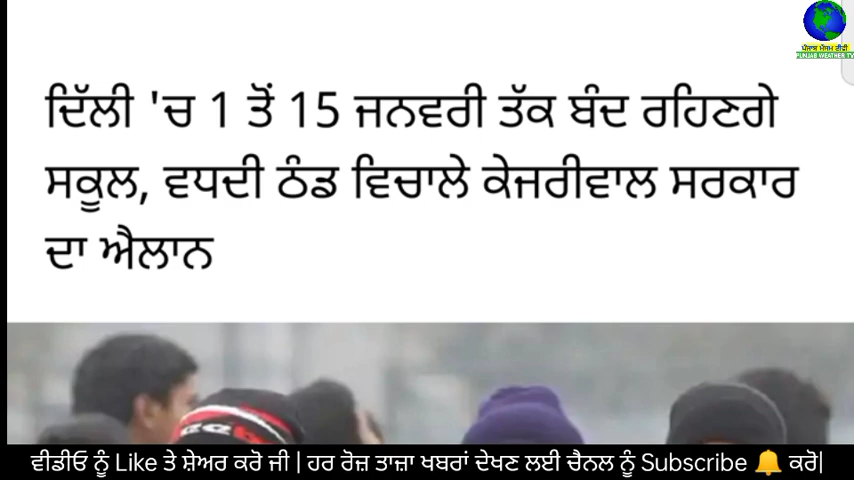 ਪੰਜਾਬ ਮੌਸਮ ਟੀਵੀ
PUNJAB WEATHER TV
ਦਿੱਲੀ 'ਚ 1 ਤੋਂ 15 ਜਨਵਰੀ ਤੱਕ ਬੰਦ ਰਹਿਣਗੇ
ਸਕੂਲ, ਵਧਦੀ ਠੰਡ ਵਿਚਾਲੇ ਕੇਜਰੀਵਾਲ ਸਰਕਾਰ
ਦਾ ਐਲਾਨ
ਵੀਡੀਓ ਨੂੰ Like ਤੇ ਸ਼ੇਅਰ ਕਰੋ ਜੀ | ਹਰ ਰੋਜ਼ ਤਾਜ਼ਾ ਖਬਰਾਂ ਦੇਖਣ ਲਈ ਚੈਨਲ ਨੂੰ Subscribe 🔔 ਕਰੋ|